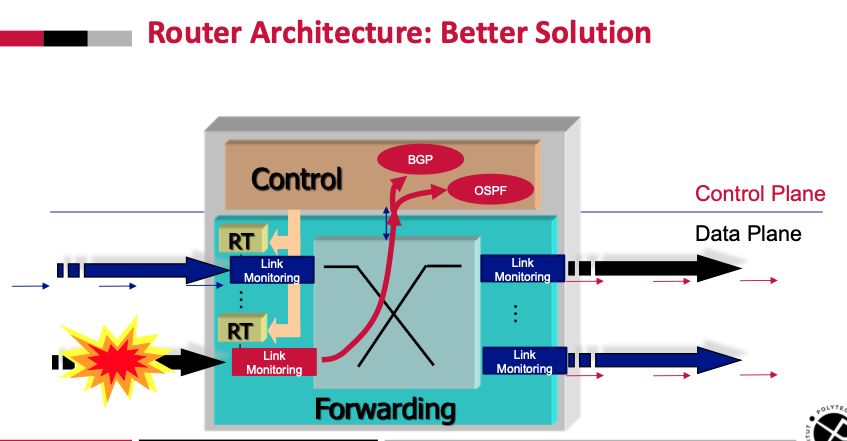 Router Architecture: Better Solution
BGP
Control
OSPF
Control Plane
Data Plane
RT
Link
Monitoring
Link
Monitoring
RT
Link
Monitoring
Link
Monitoring
Forwarding